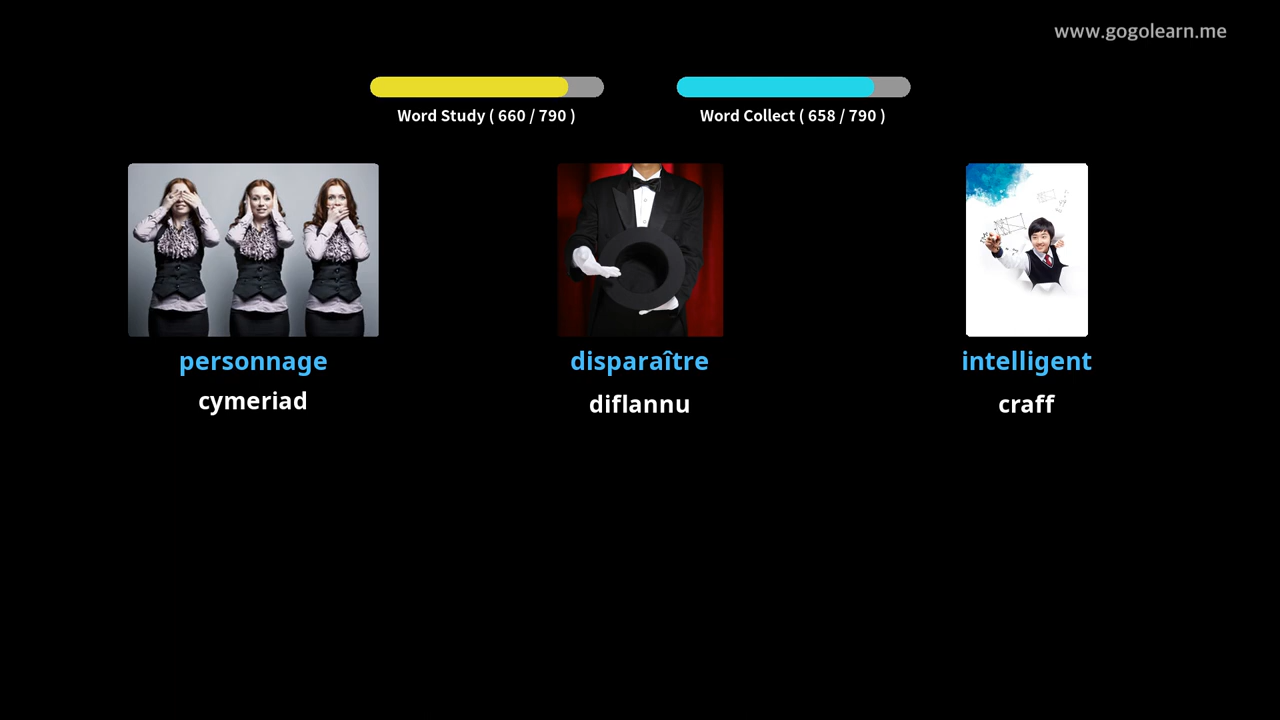 www.gogolearn.me
Word Study ( 660 / 790 )
Word Collect ( 658 / 790 )
personnage
cymeriad
disparaître
diflannu
intelligent
craff